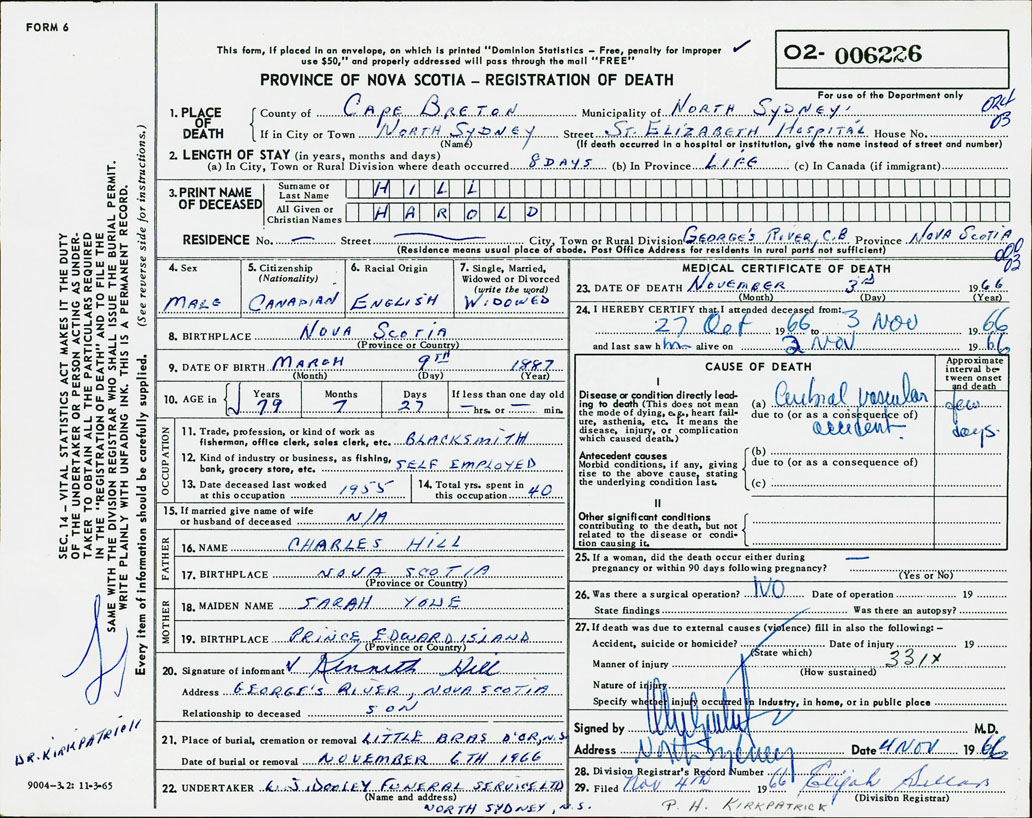 FORM 6
This form, if placed in an envelope, on which is printed "Dominion Statistics – Free, penalty for improper
use $50," and properly addressed will pass through the mail "FREE"
PROVINCE OF NOVA SCOTIA – REGISTRATION OF DEATH
02- 006226
For use of the Department only
1. PLACE OF DEATH County of CAPE BRETON Municipality of NORTH SYDNEY. 024 03
If in City or Town NORTH SYDNEY Street ST. ELIZABETH HOSPITAL House No.
(Name) (If death occurred in a hospital or institution, give the name instead of street and number)
2. LENGTH OF STAY (in years, months and days)
(a) In City, Town or Rural Division where death occurred 8 DAYS (b) In Province LIFE (c) In Canada (if immigrant)
3. PRINT NAME OF DECEASED Surname or Last Name HILL
All Given or Christian Names HAROLD
RESIDENCE No. — Street — City, Town or Rural Division GEORGE'S RIVER, C.B. Province NOVA SCOTIA
(Residence means usual place of abode. Post Office Address for residents in rural parts not sufficient)
4. Sex MALE
5. Citizenship (Nationality) CANADIAN
6. Racial Origin ENGLISH
7. Single, Married, Widowed or Divorced (write the word) WIDOWED
8. BIRTHPLACE NOVA SCOTIA
(Province or Country)
9. DATE OF BIRTH MARCH 9TH 1887
(Month) (Day) (Year)
10. AGE in Years 79 Months 7 Days 27 If less than one day old — hrs. or — min.
OCCUPATION
11. Trade, profession, or kind of work as fisherman, office clerk, sales clerk, etc. BLACKSMITH
12. Kind of industry or business, as fishing, bank, grocery store, etc. SELF EMPLOYED
13. Date deceased last worked at this occupation 1955
14. Total yrs. spent in this occupation 40
15. If married give name of wife or husband of deceased N/A
FATHER
16. NAME CHARLES HILL
17. BIRTHPLACE NOVA SCOTIA
(Province or Country)
MOTHER
18. MAIDEN NAME SARAH YOWE
19. BIRTHPLACE PRINCE EDWARD ISLAND
(Province or Country)
20. Signature of informant Kenneth Hill
Address GEORGE'S RIVER, NOVA SCOTIA
Relationship to deceased SON
21. Place of burial, cremation or removal LITTLE BRAS D'OR, N.S.
Date of burial or removal NOVEMBER 6TH 1966
22. UNDERTAKER W. J. DOOLEY FUNERAL SERVICE LTD
(Name and address)
NORTH SYDNEY, N.S.
MEDICAL CERTIFICATE OF DEATH
23. DATE OF DEATH NOVEMBER 3rd 1966
(Month) (Day) (Year)
24. I HEREBY CERTIFY that I attended deceased from:
27 Oct 1966 to 3 NOV 1966
and last saw him alive on 2 NOV 1966
CAUSE OF DEATH
Approximate interval between onset and death
I
Disease or condition directly leading to death (This does not mean the mode of dying, e.g., heart failure, asthenia, etc. It means the disease, injury, or complication which caused death.)
(a) Cerebral vascular few
due to (or as a consequence of)
accident. days.
Antecedent causes
Morbid conditions, if any, giving rise to the above cause, stating the underlying condition last.
(b)
due to (or as a consequence of)
(c)
II
Other significant conditions
contributing to the death, but not related to the disease or condition causing it.
25. If a woman, did the death occur either during
pregnancy or within 90 days following pregnancy? —
(Yes or No)
26. Was there a surgical operation? NO Date of operation 19
State findings Was there an autopsy?
27. If death was due to external causes (violence) fill in also the following: –
Accident, suicide or homicide? Date of injury 19
(State which)
Manner of injury 331X
(How sustained)
Nature of injury
Specify whether injury occurred in Industry, in home, or in public place
Signed by M.D.
Address North Sydney Date 4 NOV 1966
28. Division Registrar's Record Number
29. Filed Nov 4th 1966 Elijah
(Division Registrar)
P. H. KIRKPATRICK
SEC. 14 – VITAL STATISTICS ACT MAKES IT THE DUTY
OF THE UNDERTAKER OR PERSON ACTING AS UNDER-
TAKER TO OBTAIN ALL THE PARTICULARS REQUIRED
IN THE "REGISTRATION OF DEATH" AND TO FILE THE
SAME WITH THE DIVISION REGISTRAR WHO SHALL ISSUE THE BURIAL PERMIT.
WRITE PLAINLY WITH UNFADING INK. THIS IS A PERMANENT RECORD.
Every item of information should be carefully supplied. (See reverse side for instructions.)
DR. KIRKPATRICK
9004-3.2: 11-3-65